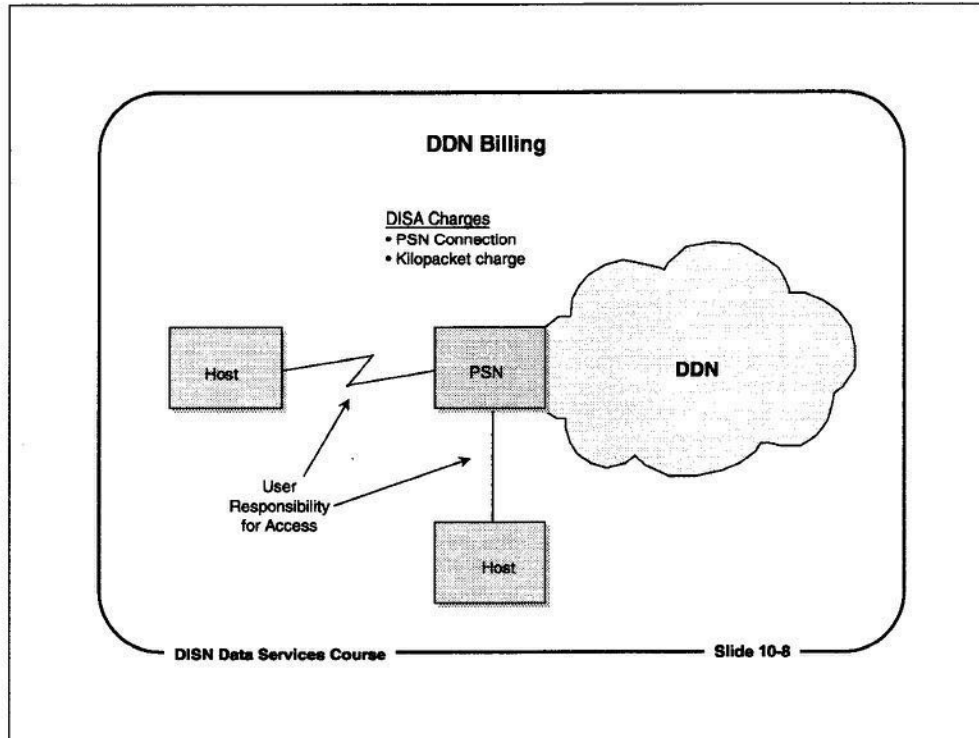 DDN Billing
DISA Charges
• PSN Connection
• Kilopacket charge
Host
PSN
DDN
User
Responsibility
for Access
Host
DISN Data Services Course
Slide 10-8